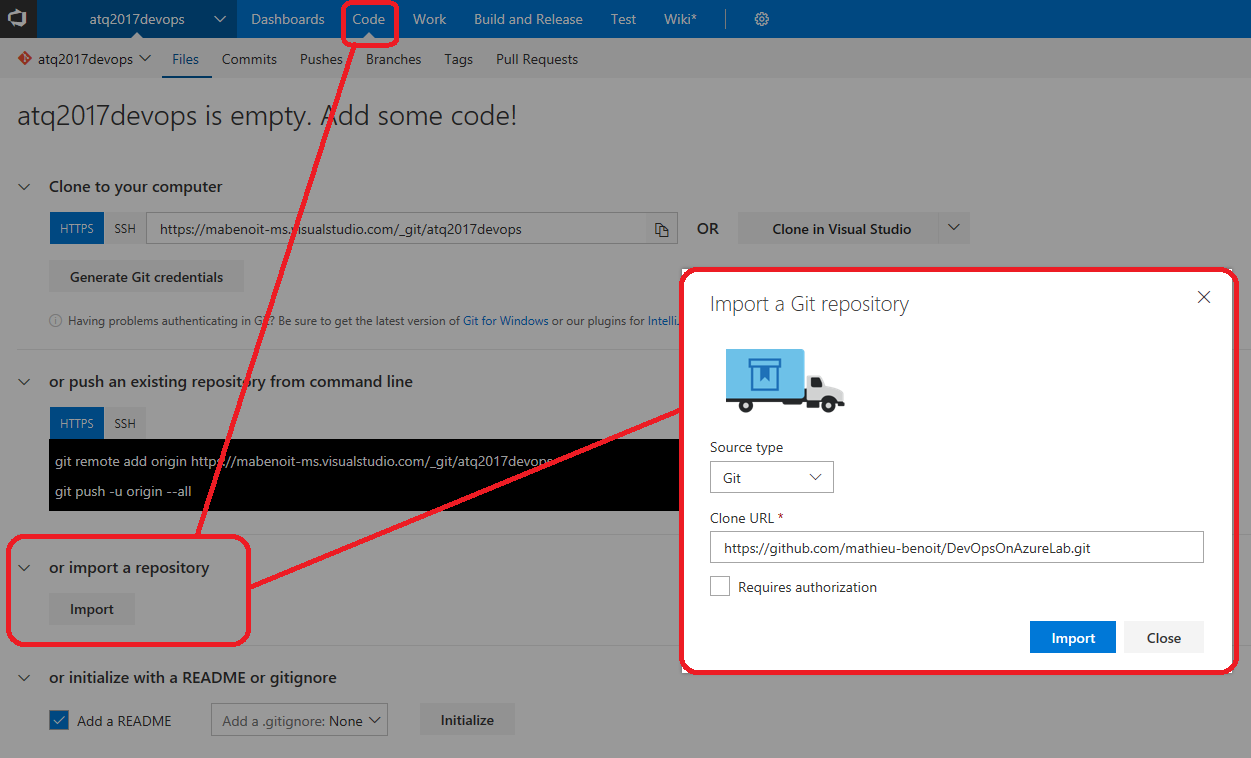 atq2017devops Dashboards Code Work Build and Release Test Wiki*
atq2017devops Files Commits Pushes Branches Tags Pull Requests
atq2017devops is empty. Add some code!
Clone to your computer
HTTPS SSH https://mabenoit-ms.visualstudio.com/_git/atq2017devops OR Clone in Visual Studio
Generate Git credentials
Having problems authenticating in Git? Be sure to get the latest version of Git for Windows or our plugins for Intelli
or push an existing repository from command line
HTTPS SSH
git remote add origin https://mabenoit-ms.visualstudio.com/_git/atq2017devops
git push -u origin --all
or import a repository
Import
or initialize with a README or gitignore
Add a README Add a .gitignore: None Initialize
Import a Git repository
Source type
Git
Clone URL *
https://github.com/mathieu-benoit/DevOpsOnAzureLab.git
Requires authorization
Import Close